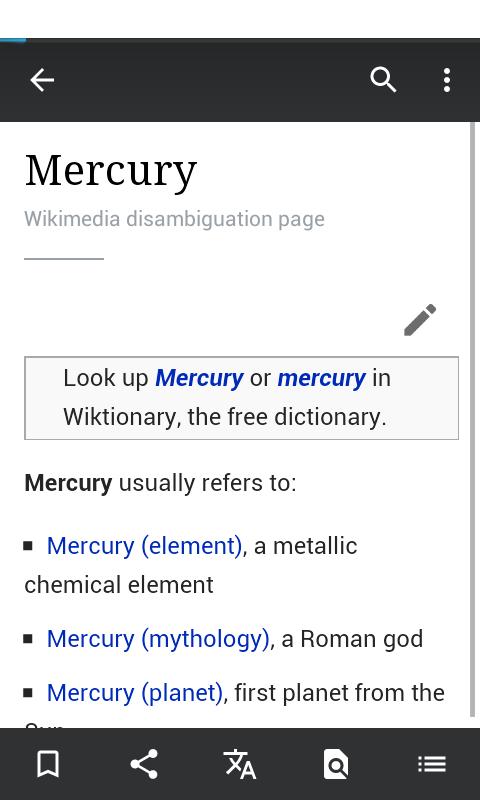 Mercury
Wikimedia disambiguation page
Look up Mercury or mercury in
Wiktionary, the free dictionary.
Mercury usually refers to:
▪ Mercury (element), a metallic
chemical element
▪ Mercury (mythology), a Roman god
▪ Mercury (planet), first planet from the
Sun